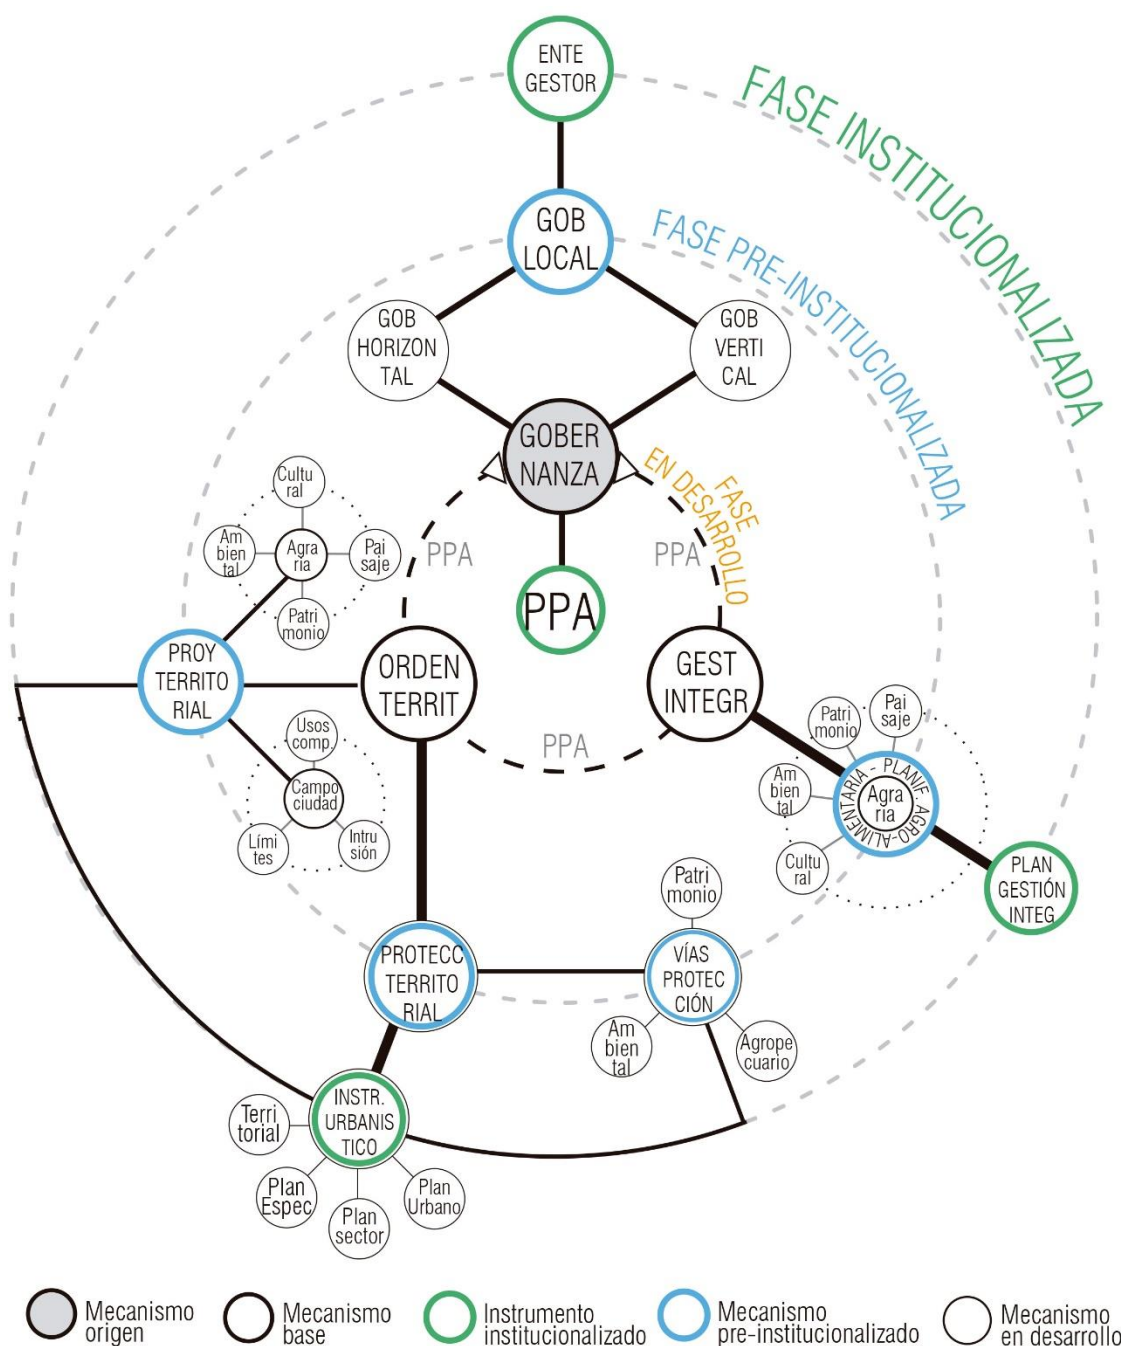 ENTE
GESTOR
FASE INSTITUCIONALIZADA
GOB
LOCAL
FASE PRE-INSTITUCIONALIZADA
GOB
HORIZON
TAL
GOB
VERTI
CAL
GOBER
NANZA
FASE
EN DESARROLLO
PPA
PPA
PPA
PPA
Cultu
ral
Am
bien
tal
Agra
ria
Pai
saje
Patri
monio
PROY
TERRITO
RIAL
ORDEN
TERRIT
GEST
INTEGR
Usos
comp.
Campo
ciudad
Lími
tes
Intru
sión
Patri
monio
Pai
saje
Am
bien
tal
Cultu
ral
PLANIF. AGRO-ALIMENTARIA -
Agra
ria
PLAN
GESTIÓN
INTEG
PROTECC
TERRITO
RIAL
Patri
monio
VÍAS
PROTEC
CIÓN
Am
bien
tal
Agrope
cuario
INSTR.
URBANIS
TICO
Terri
torial
Plan
Espec
Plan
sector
Plan
Urbano
Mecanismo
origen
Mecanismo
base
Instrumento
institucionalizado
Mecanismo
pre-institucionalizado
Mecanismo
en desarrollo